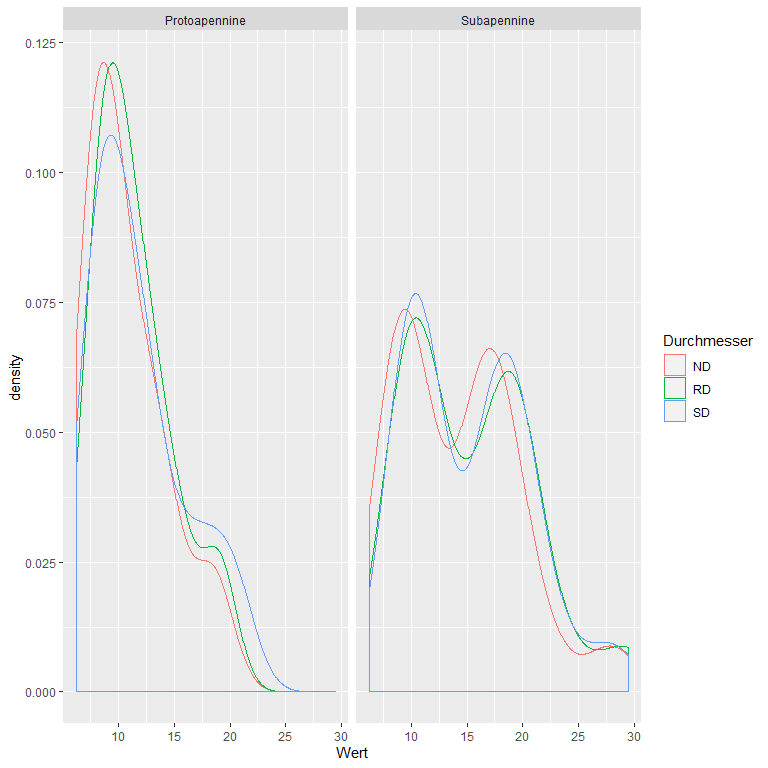 Protoapennine
Subapennine
0.125
0.100
0.075
0.050
0.025
0.000
density
10 15 20 25 30
10 15 20 25 30
Wert
Durchmesser
ND
RD
SD